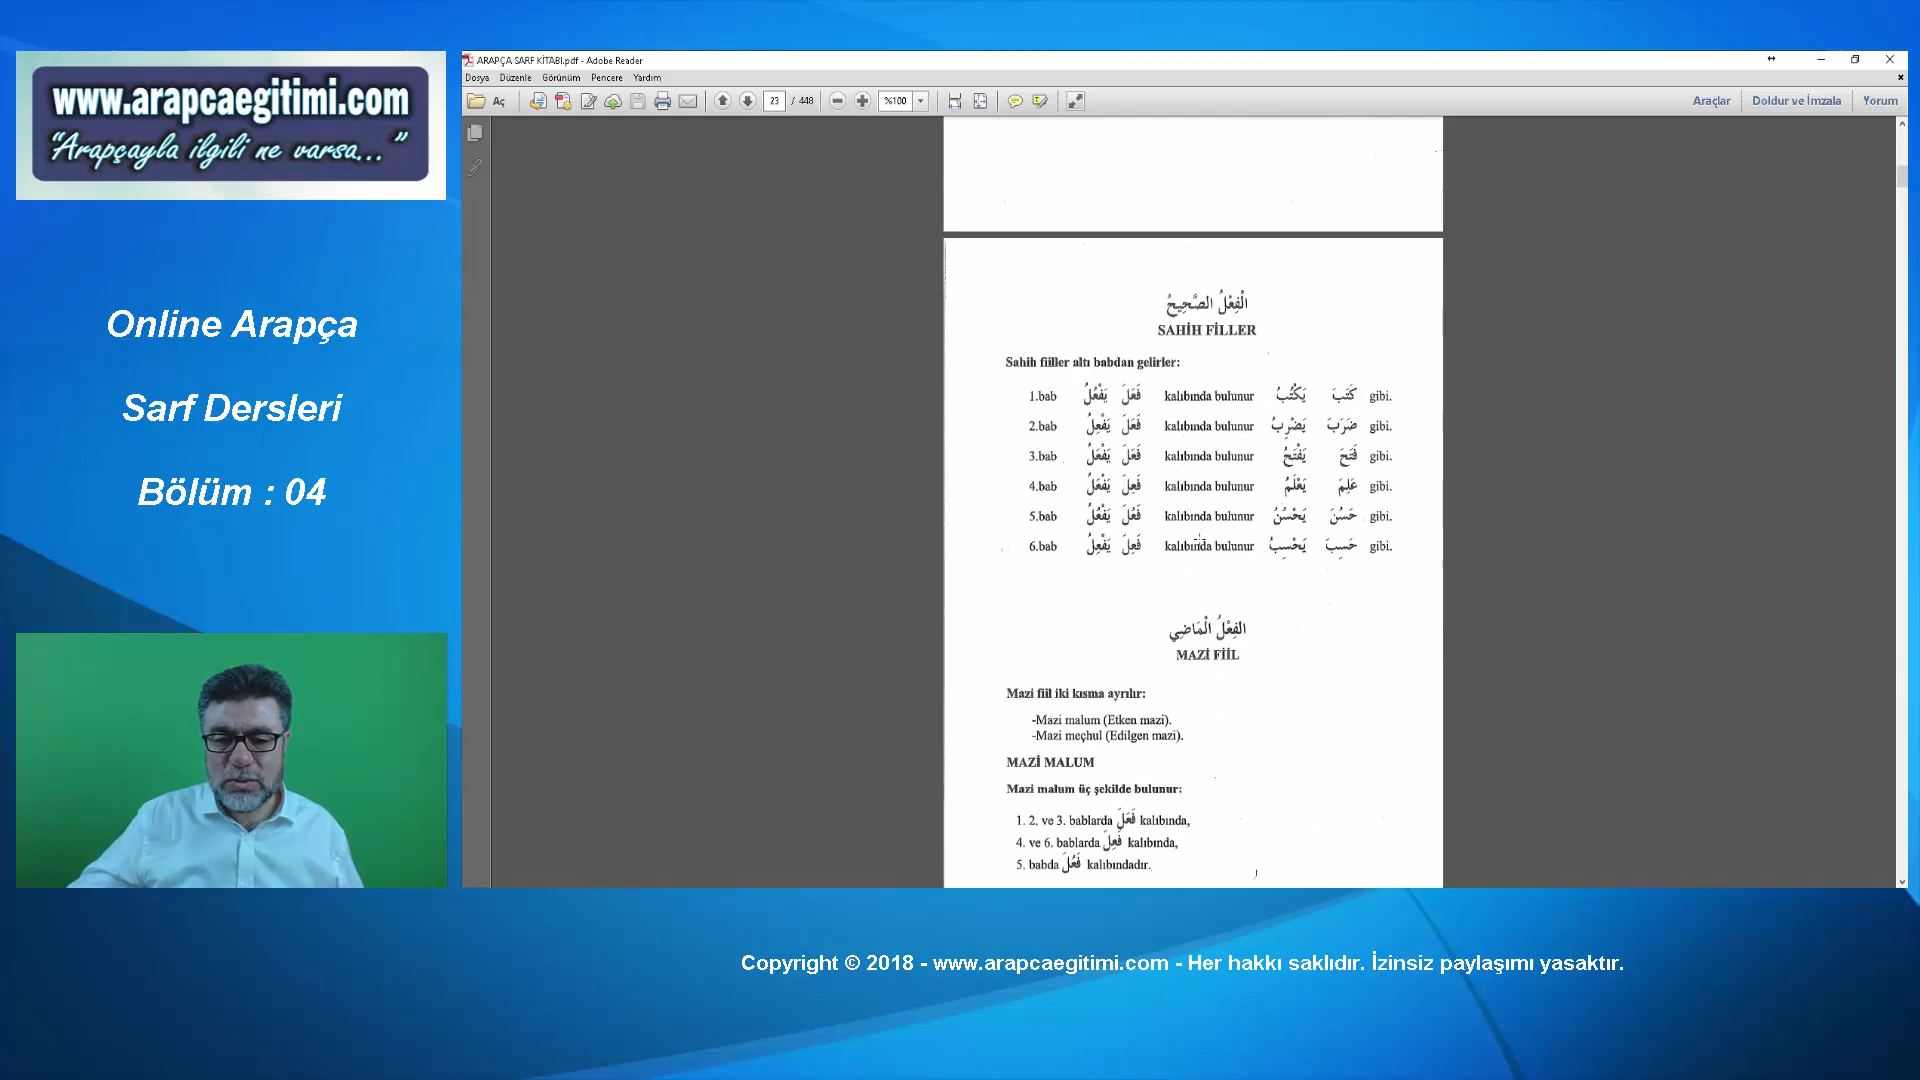 www.arapcaegitimi.com
“Arapçayla ilgili ne varsa...”
Online Arapça
Sarf Dersleri
Bölüm : 04
ARAPÇA SARF KİTABI.pdf - Adobe Reader
Dosya Düzenle Görünüm Pencere Yardım
Aç 23 / 448 %100 Araçlar Doldur ve İmzala Yorum
الْفِعْلُ الصَّحِيحُ
SAHİH FİLLER
Sahih fiiller altı babdan gelirler:
1.bab فَعَلَ يَفْعُلُ kalıbında bulunur كَتَبَ يَكْتُبُ gibi.
2.bab فَعَلَ يَفْعِلُ kalıbında bulunur ضَرَبَ يَضْرِبُ gibi.
3.bab فَعَلَ يَفْعَلُ kalıbında bulunur فَتَحَ يَفْتَحُ gibi.
4.bab فَعِلَ يَفْعَلُ kalıbında bulunur عَلِمَ يَعْلَمُ gibi.
5.bab فَعُلَ يَفْعُلُ kalıbında bulunur حَسُنَ يَحْسُنُ gibi.
6.bab فَعِلَ يَفْعِلُ kalıbında bulunur حَسِبَ يَحْسِبُ gibi.
الفِعْلُ الْمَاضِي
MAZİ FİİL
Mazi fiil iki kısma ayrılır:
-Mazi malum (Etken mazi).
-Mazi meçhul (Edilgen mazi).
MAZİ MALUM
Mazi malum üç şekilde bulunur:
1. 2. ve 3. bablarda فَعَلَ kalıbında,
4. ve 6. bablarda فَعِلَ kalıbında,
5. babda فَعُلَ kalıbındadır.
Copyright © 2018 - www.arapcaegitimi.com - Her hakkı saklıdır. İzinsiz paylaşımı yasaktır.